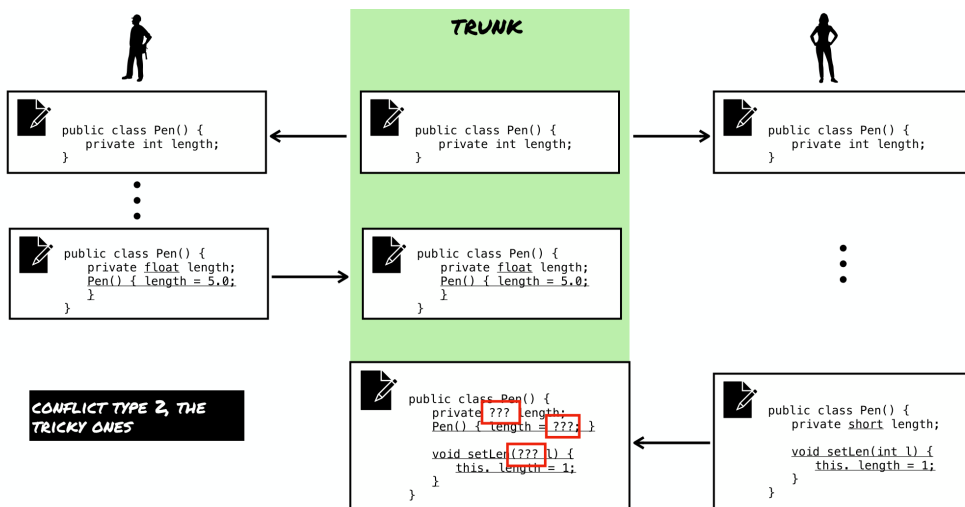 TRUNK
public class Pen() {
private int length;
}
public class Pen() {
private int length;
}
public class Pen() {
private int length;
}
public class Pen() {
private float length;
Pen() { length = 5.0;
}
}
public class Pen() {
private float length;
Pen() { length = 5.0;
}
}
CONFLICT TYPE 2, THE
TRICKY ONES
public class Pen() {
private ??? length;
Pen() { length = ???; }
void setLen(??? l) {
this. length = 1;
}
}
public class Pen() {
private short length;
void setLen(int l) {
this. length = 1;
}
}